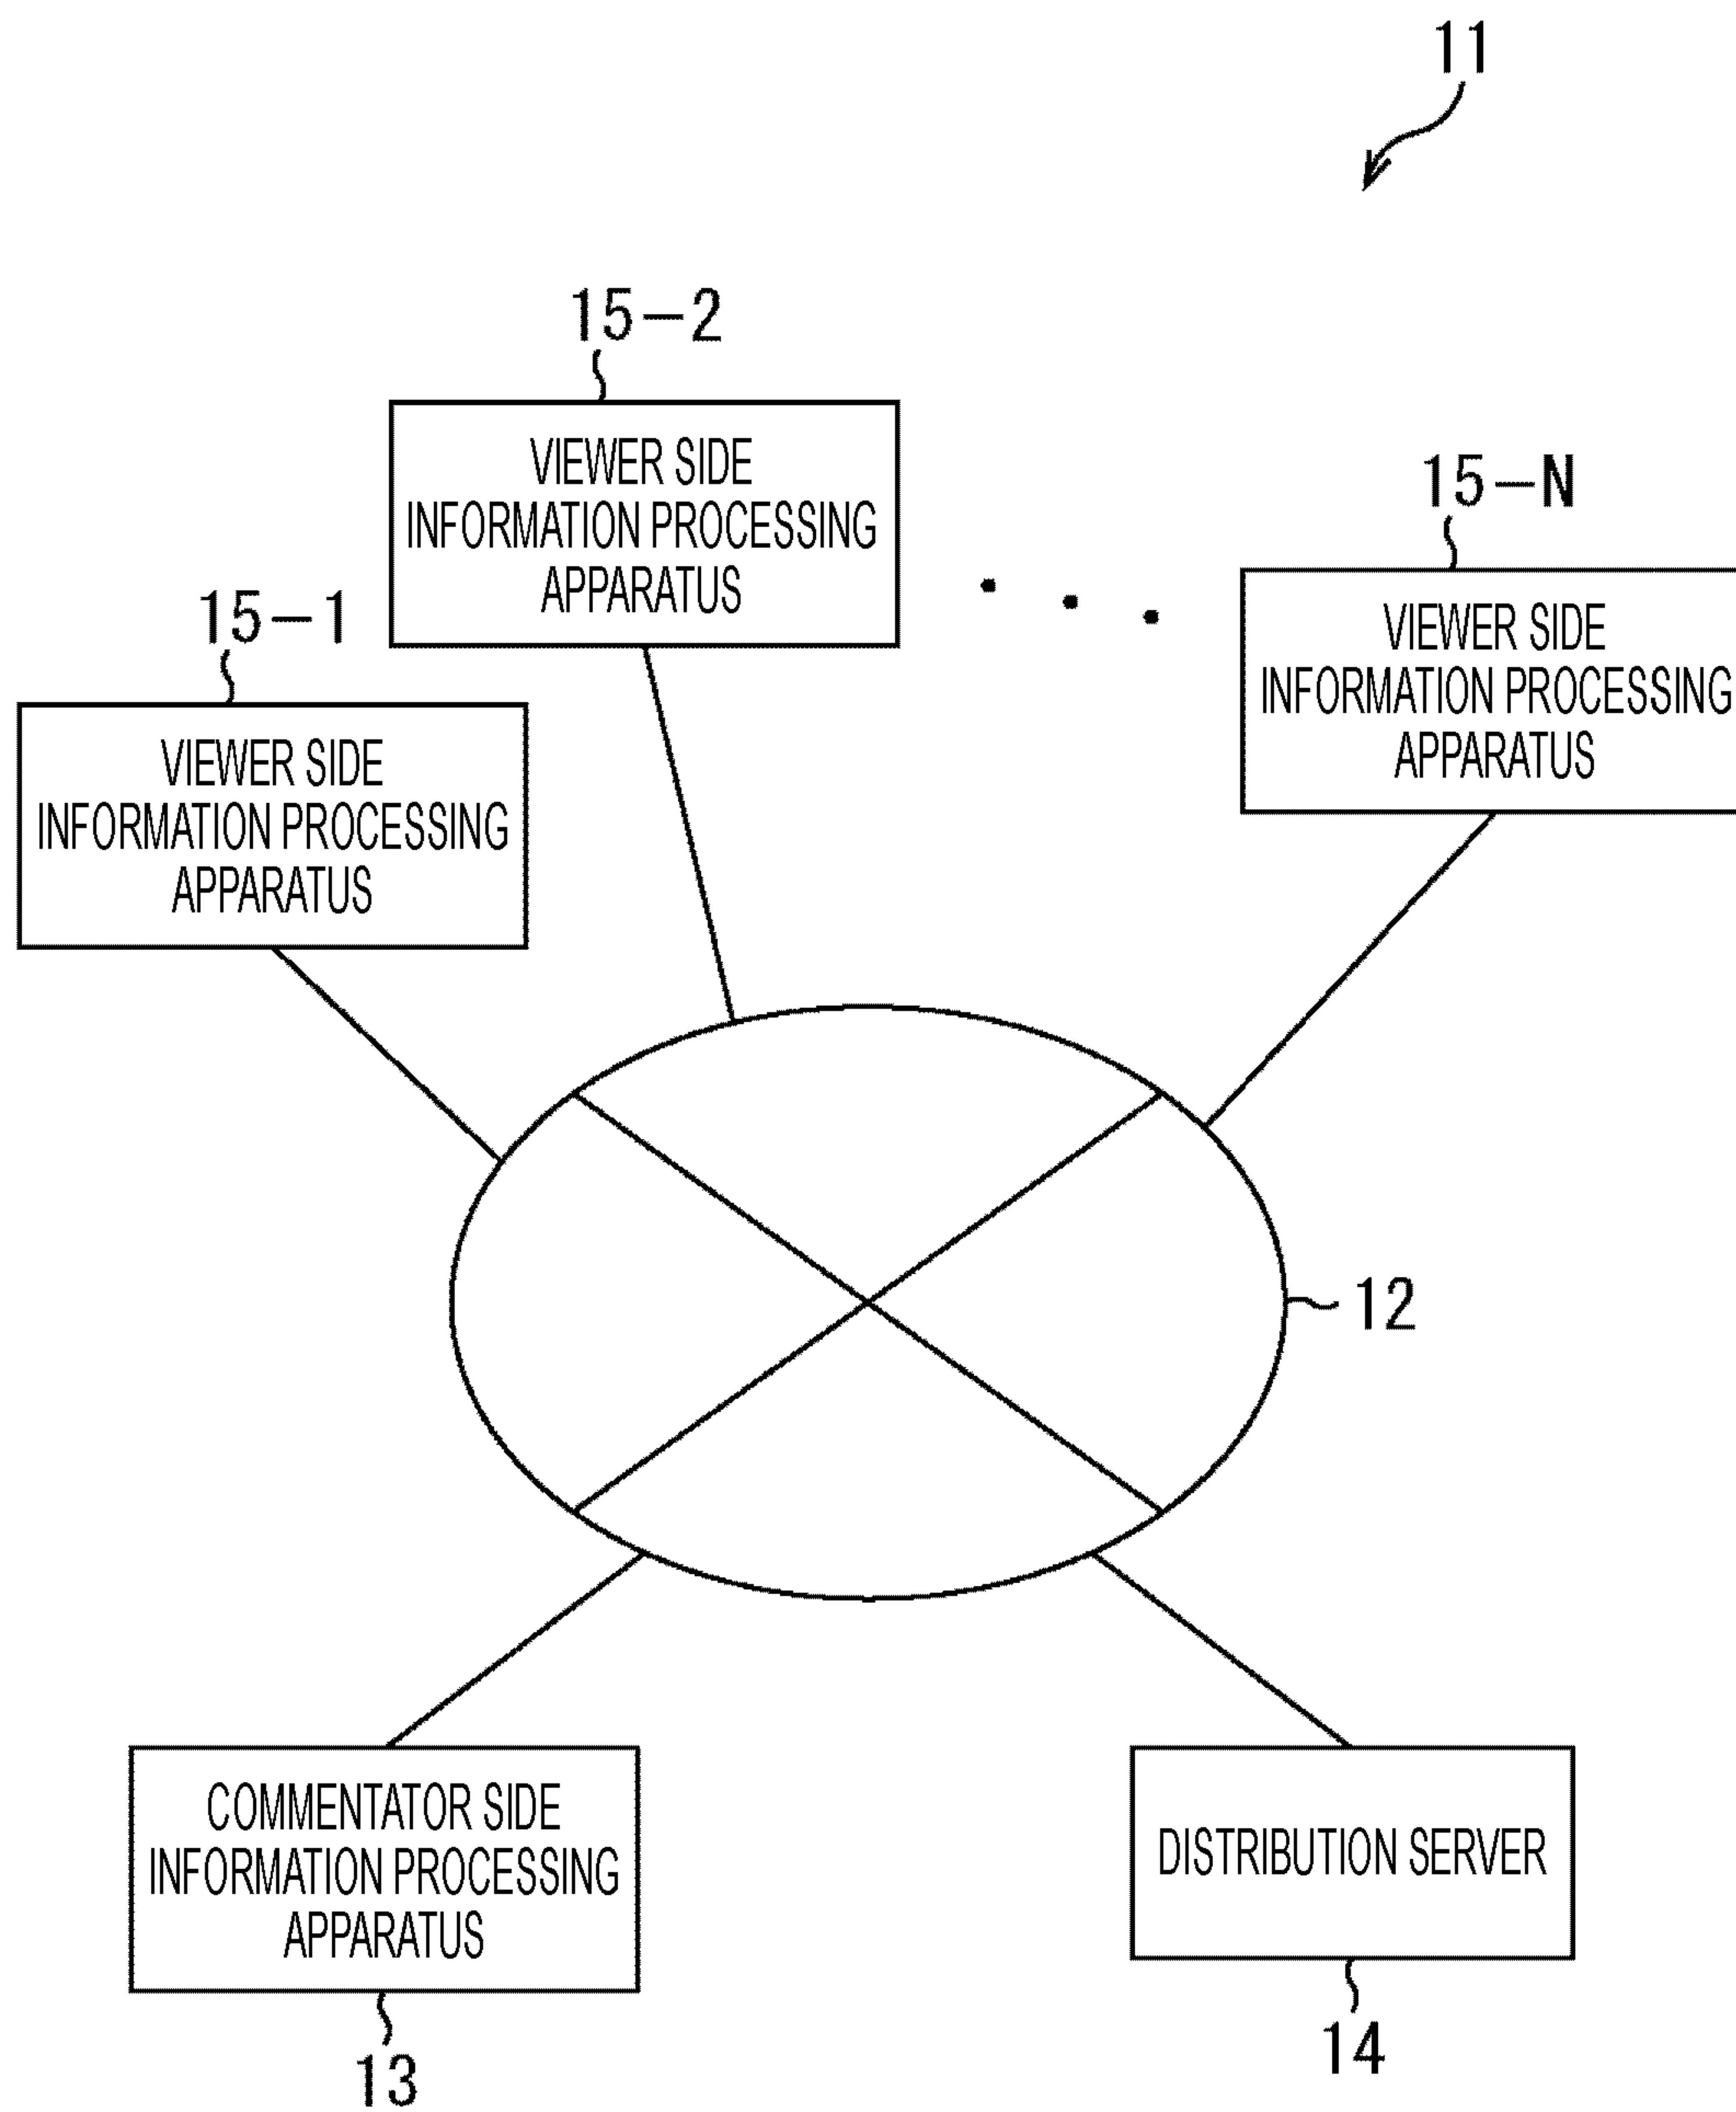 11
15-2
VIEWER SIDE
INFORMATION PROCESSING
APPARATUS
15-N
VIEWER SIDE
INFORMATION PROCESSING
APPARATUS
15-1
VIEWER SIDE
INFORMATION PROCESSING
APPARATUS
12
COMMENTATOR SIDE
INFORMATION PROCESSING
APPARATUS
13
DISTRIBUTION SERVER
14